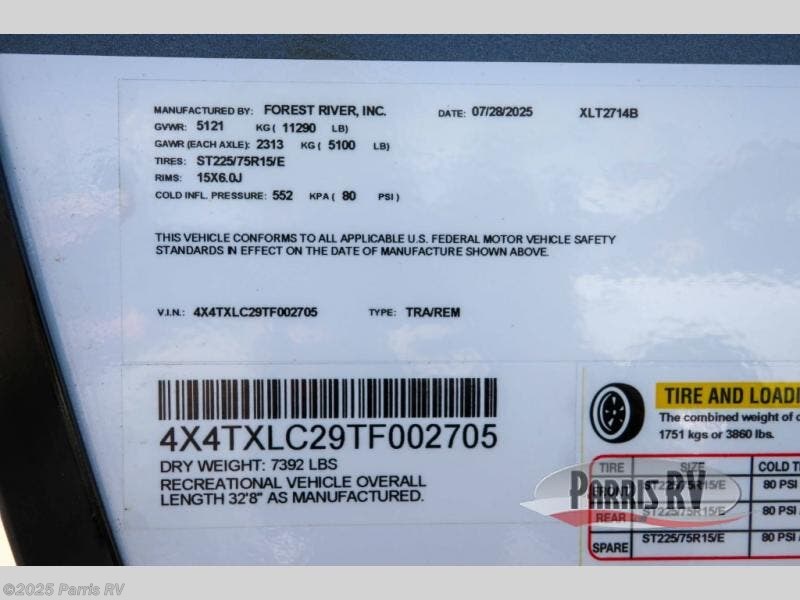 MANUFACTURED BY: FOREST RIVER, INC. DATE: 07/28/2025 XLT2714B
GVWR: 5121 KG ( 11290 LB)
GAWR (EACH AXLE): 2313 KG ( 5100 LB)
TIRES: ST225/75R15/E
RIMS: 15X6.0J
COLD INFL. PRESSURE: 552 KPA ( 80 PSI )
THIS VEHICLE CONFORMS TO ALL APPLICABLE U.S. FEDERAL MOTOR VEHICLE SAFETY
STANDARDS IN EFFECT ON THE DATE OF MANUFACTURE SHOWN ABOVE.
V.I.N.: 4X4TXLC29TF002705 TYPE: TRA/REM
4X4TXLC29TF002705
DRY WEIGHT: 7392 LBS
RECREATIONAL VEHICLE OVERALL
LENGTH 32'8" AS MANUFACTURED.
TIRE AND LOADI
The combined weight of
1751 kgs or 3860 lbs.
TIRE SIZE COLD TI
FRONT ST225/75R15/E 80 PSI
REAR ST225/75R15/E 80 PSI
SPARE ST225/75R15/E 80 PSI
PARRIS RV
©2025 Parris RV